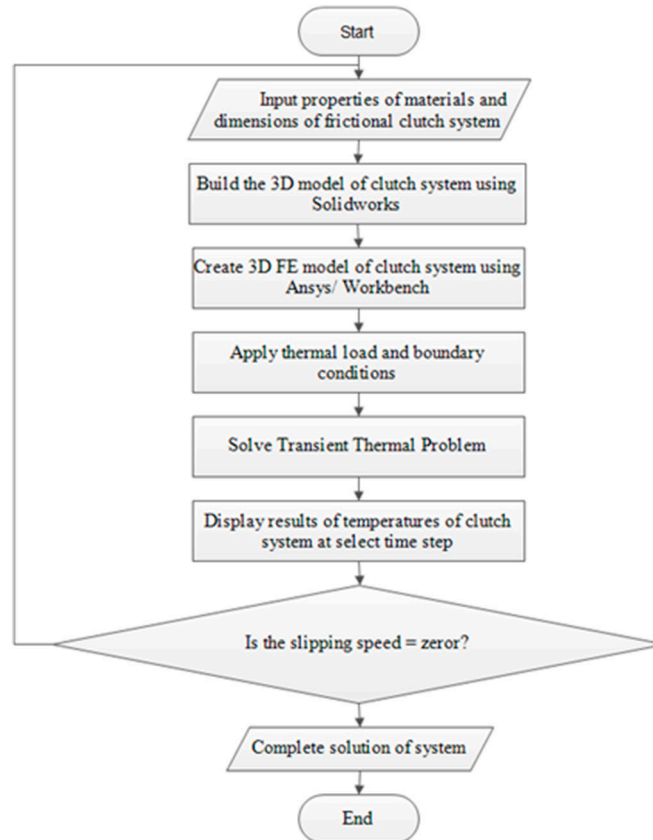 Start
Input properties of materials and
dimensions of frictional clutch system
Build the 3D model of clutch system using
Solidworks
Create 3D FE model of clutch system using
Ansys/ Workbench
Apply thermal load and boundary
conditions
Solve Transient Thermal Problem
Display results of temperatures of clutch
system at select time step
Is the slipping speed = zeror?
Complete solution of system
End